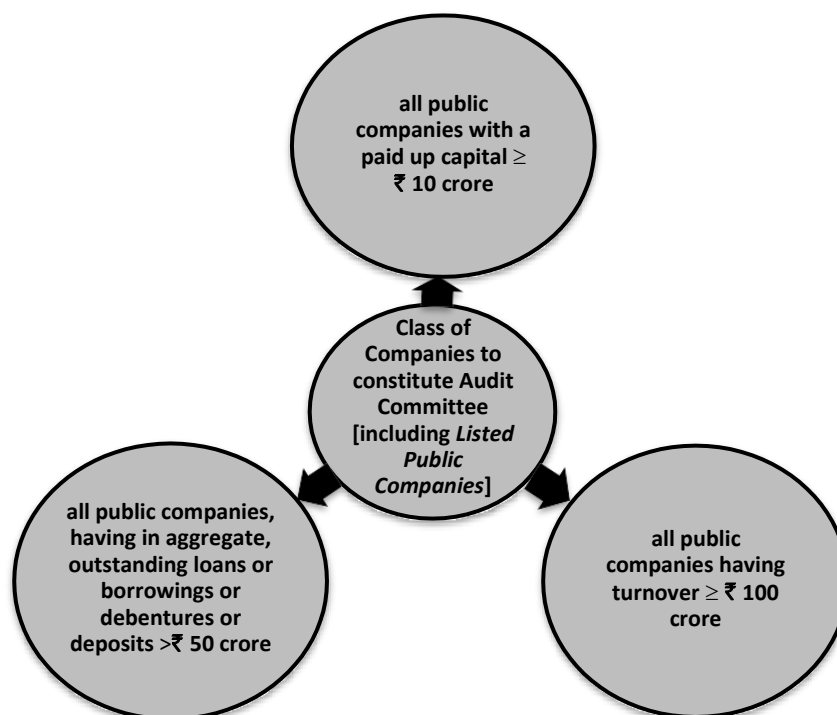 all public
companies with a
paid up capital ≥
₹ 10 crore
Class of
Companies to
constitute Audit
Committee
[including Listed
Public
Companies]
all public companies,
having in aggregate,
outstanding loans or
borrowings or
debentures or
deposits >₹ 50 crore
all public
companies having
turnover ≥ ₹ 100
crore